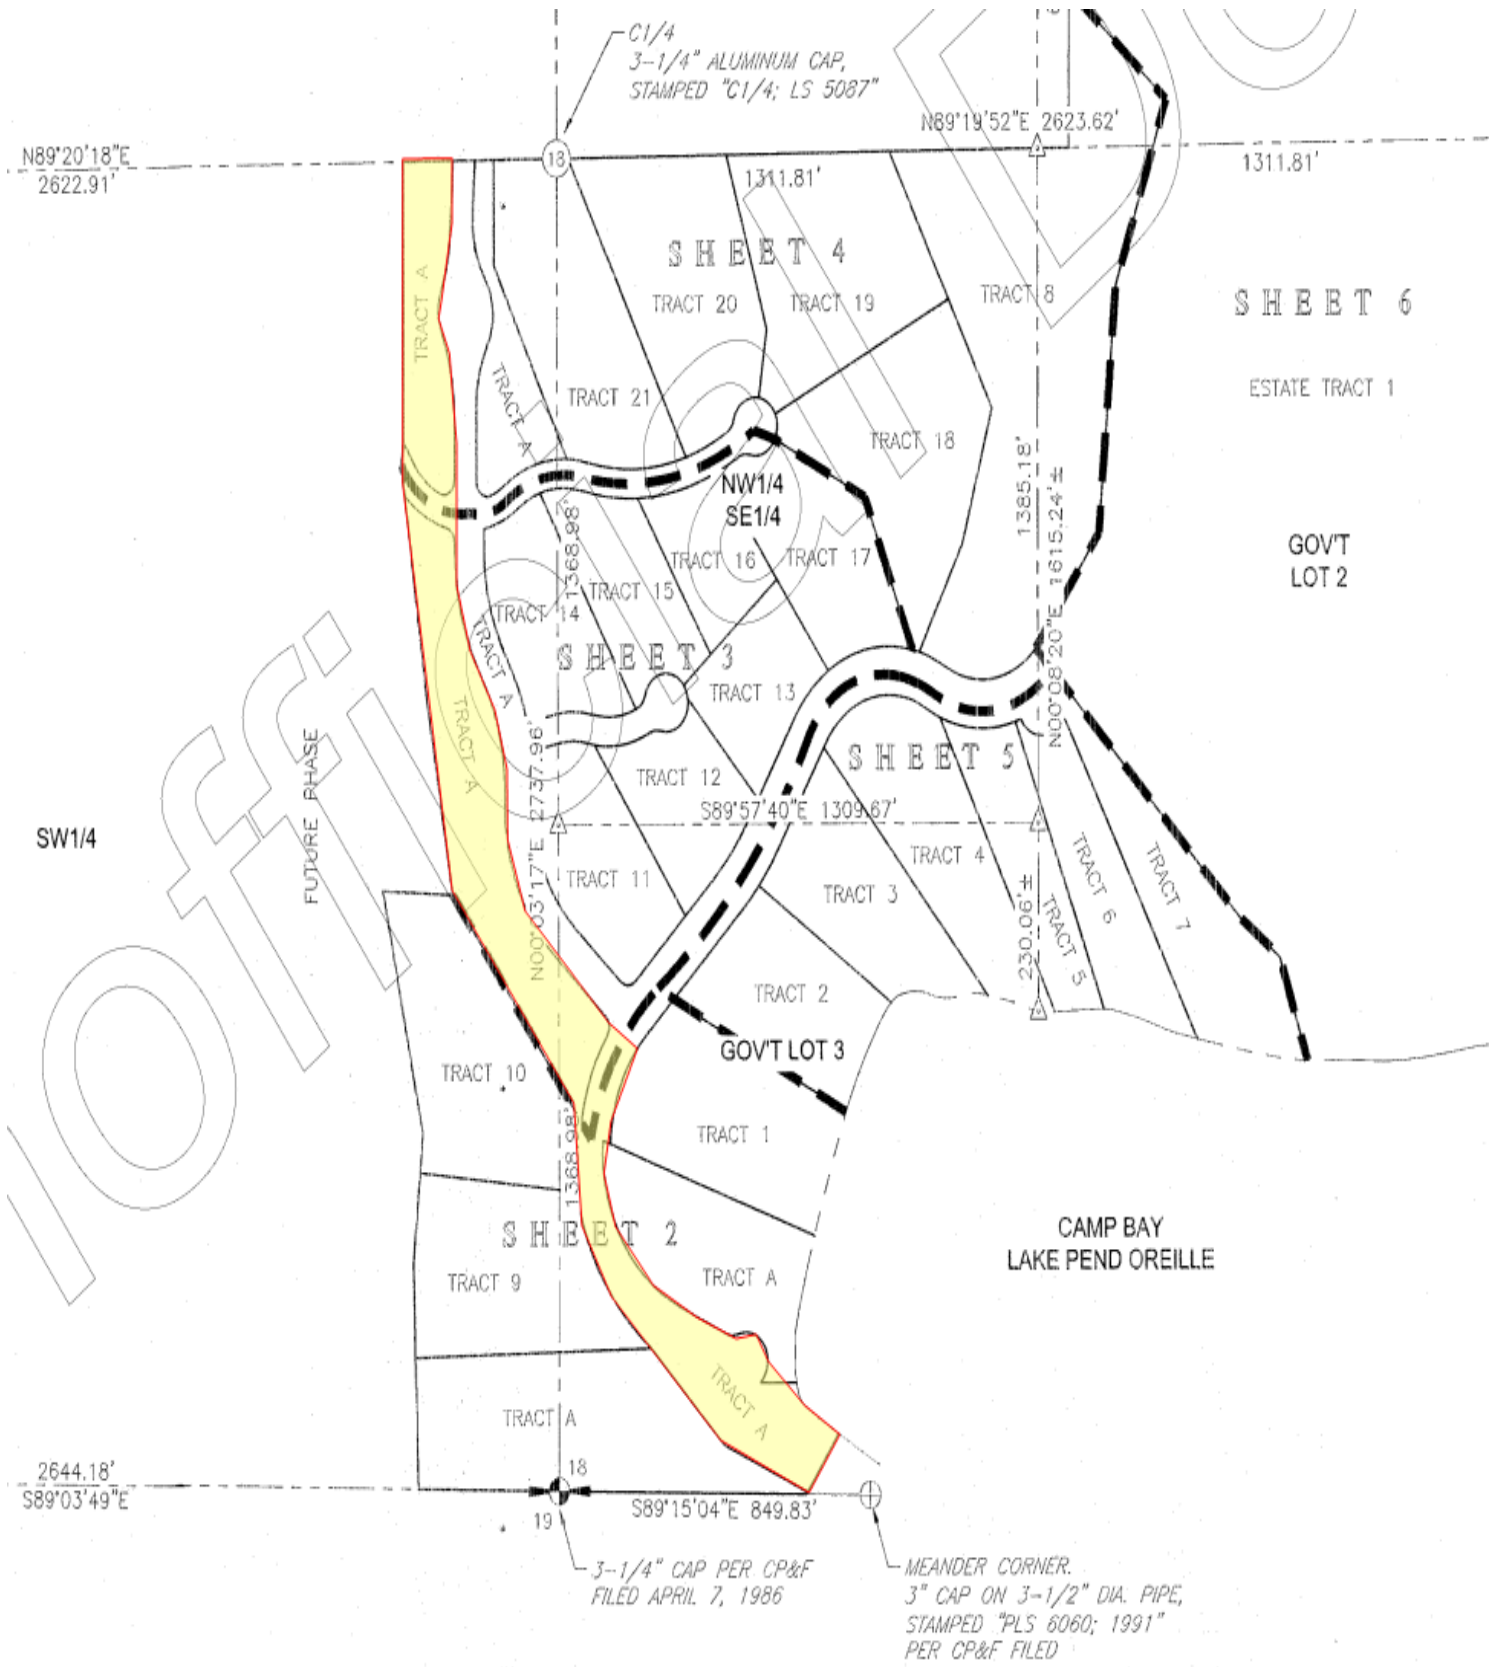 C1/4
3-1/4" ALUMINUM CAP,
STAMPED "C1/4; LS 5087"
N89°19'52"E 2623.62'
N89°20'18"E
2622.91'
18
1311.81'
1311.81'
SHEET 4
TRACT A
TRACT 20
TRACT 19
TRACT 8
SHEET 6
ESTATE TRACT 1
TRACT A
TRACT 21
TRACT 18
1385.18'
NW1/4
SE1/4
1368.98'
N00°08'20"E 1615.24'±
GOV'T
LOT 2
TRACT 16
TRACT 17
TRACT 15
TRACT 14
TRACT A
SHEET 3
TRACT 13
TRACT A
FUTURE PHASE
SHEET 5
TRACT 12
S89°57'40"E 1309.67'
N00°03'17"E 2737.96'
SW1/4
TRACT 11
TRACT 4
TRACT 3
TRACT 6
TRACT 7
230.06'±
TRACT 5
TRACT 2
GOV'T LOT 3
TRACT 10
TRACT 1
1368.98'
SHEET 2
CAMP BAY
LAKE PEND OREILLE
TRACT 9
TRACT A
TRACT A
TRACT A
2644.18'
S89°03'49"E
18
19
S89°15'04"E 849.83'
3-1/4" CAP PER CP&F
FILED APRIL 7, 1986
MEANDER CORNER.
3" CAP ON 3-1/2" DIA. PIPE,
STAMPED "PLS 6060; 1991"
PER CP&F FILED